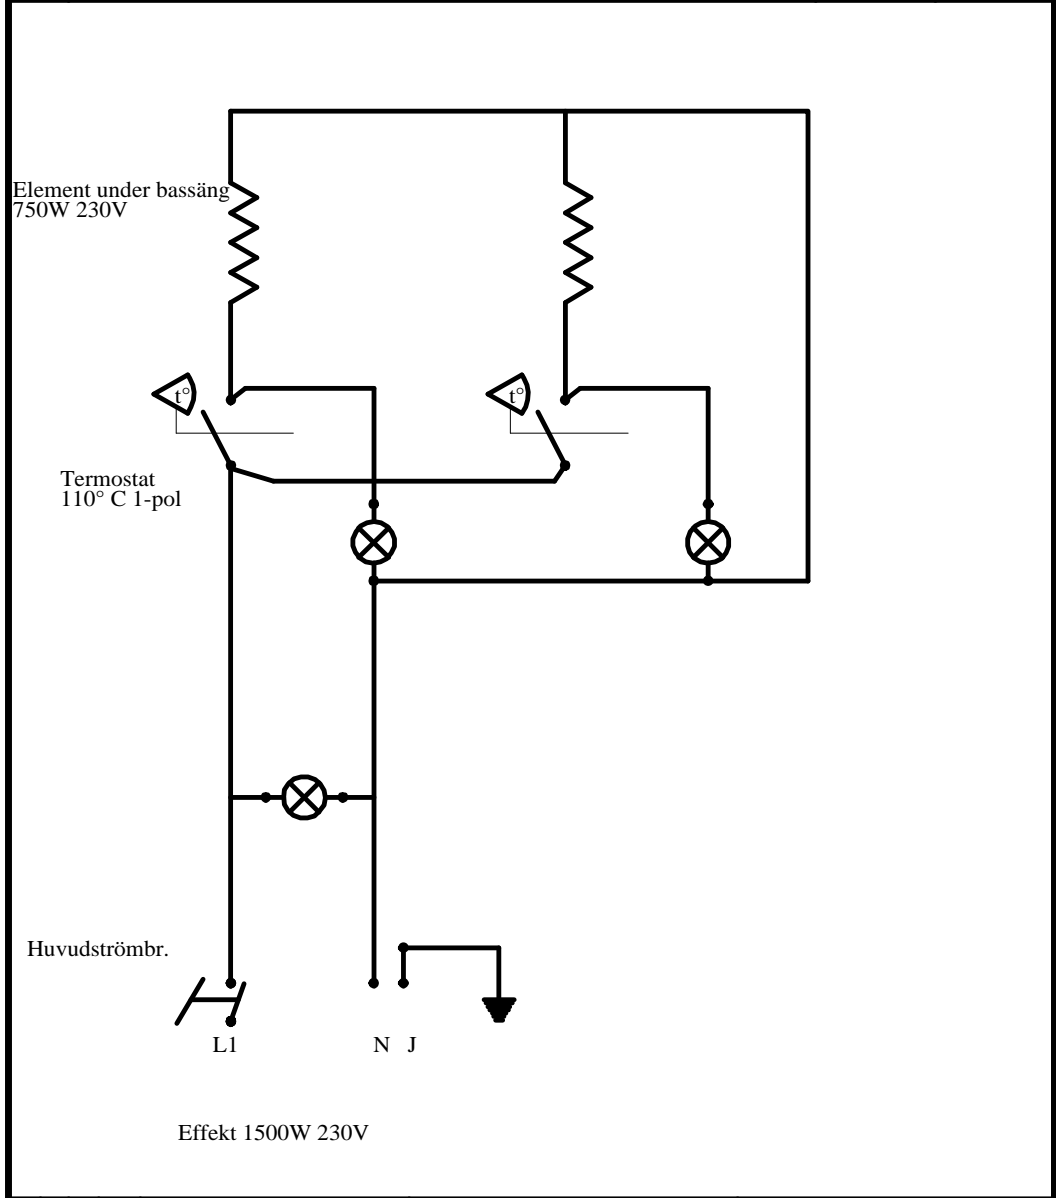 Element under bassäng
750W 230V
t°
t°
Termostat
110° C 1-pol
Huvudströmbr.
L1
N
J
Effekt 1500W 230V